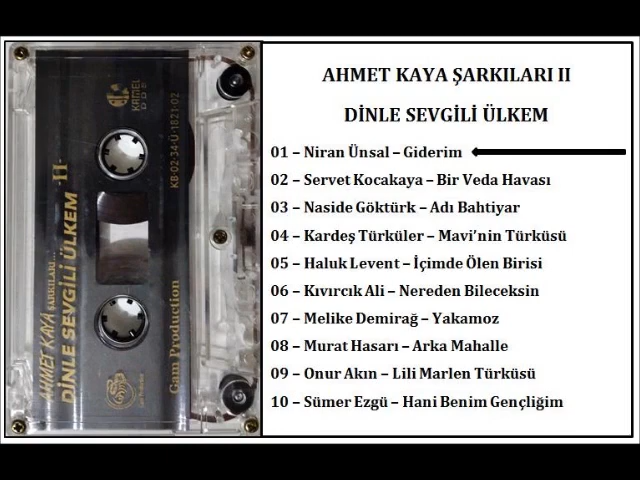 AHMET KAYA ŞARKILARI...
DİNLE SEVGİLİ ÜLKEM -II-
Gam Production
KB-02-34-Ü-1821-02
KAMEL
AHMET KAYA ŞARKILARI II
DİNLE SEVGİLİ ÜLKEM
01 – Niran Ünsal – Giderim
02 – Servet Kocakaya – Bir Veda Havası
03 – Naside Göktürk – Adı Bahtiyar
04 – Kardeş Türküler – Mavi’nin Türküsü
05 – Haluk Levent – İçimde Ölen Birisi
06 – Kıvırcık Ali – Nereden Bileceksin
07 – Melike Demirağ – Yakamoz
08 – Murat Hasarı – Arka Mahalle
09 – Onur Akın – Lili Marlen Türküsü
10 – Sümer Ezgü – Hani Benim Gençliğim